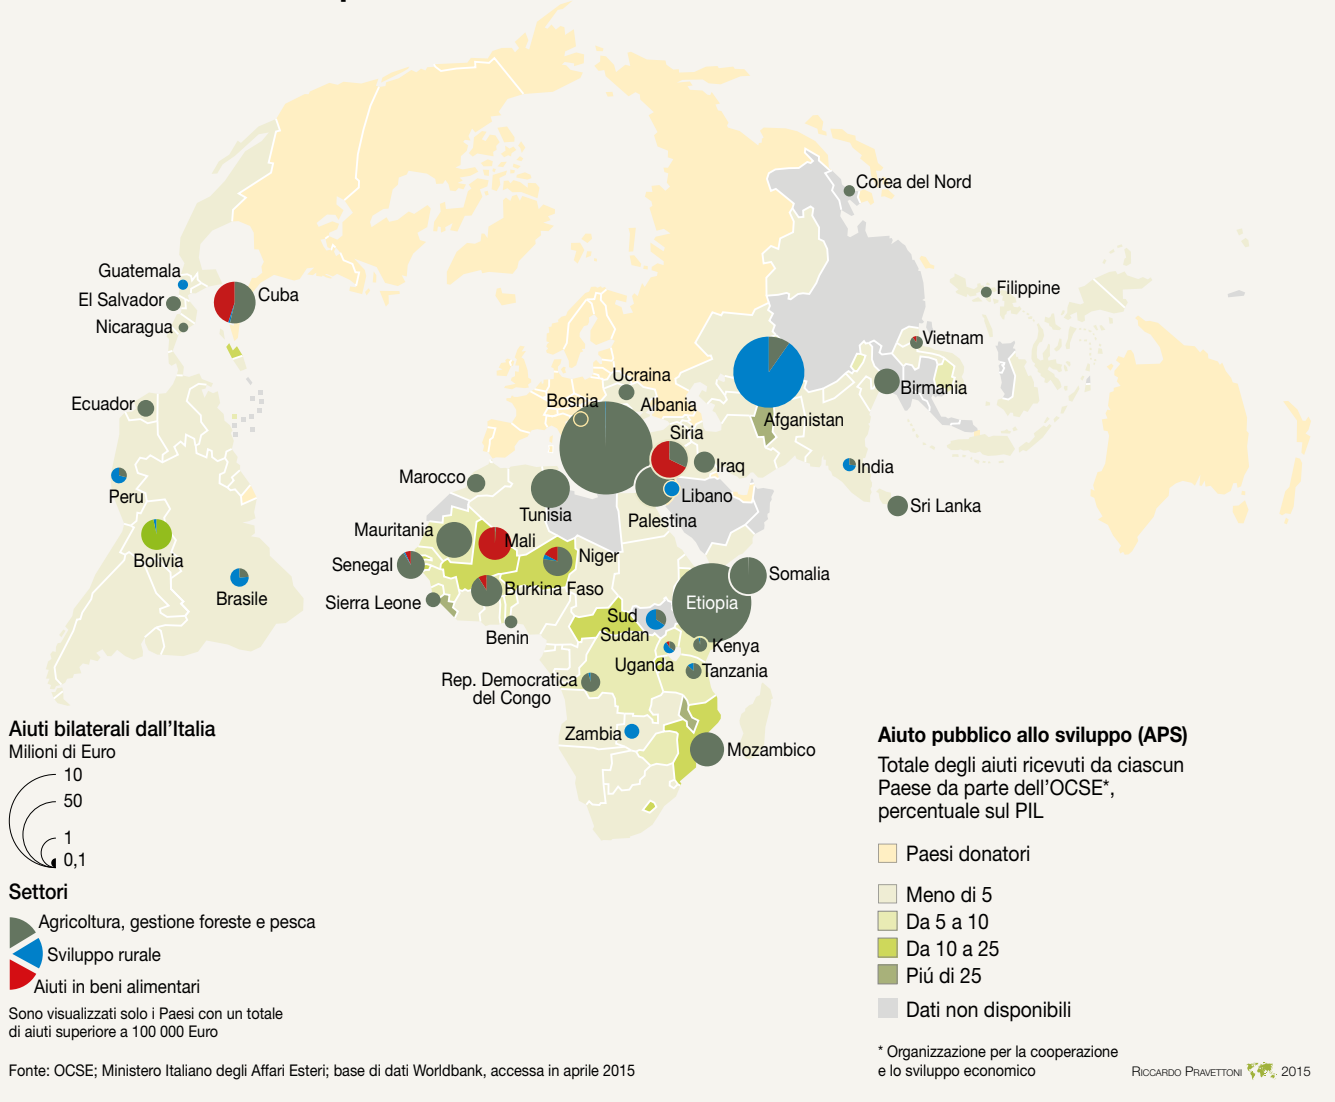 Corea del Nord
Guatemala
El Salvador
Cuba
Nicaragua
Filippine
Vietnam
Ucraina
Birmania
Ecuador
Bosnia
Albania
Afganistan
Siria
Iraq
India
Marocco
Peru
Libano
Sri Lanka
Tunisia
Palestina
Mauritania
Mali
Bolivia
Niger
Senegal
Somalia
Burkina Faso
Brasile
Sierra Leone
Etiopia
Sud
Sudan
Benin
Kenya
Uganda
Tanzania
Rep. Democratica
del Congo
Zambia
Mozambico
Aiuti bilaterali dall'Italia
Milioni di Euro
10
50
1
0,1
Settori
Agricoltura, gestione foreste e pesca
Sviluppo rurale
Aiuti in beni alimentari
Sono visualizzati solo i Paesi con un totale
di aiuti superiore a 100 000 Euro
Fonte: OCSE; Ministero Italiano degli Affari Esteri; base di dati Worldbank, accessa in aprile 2015
Aiuto pubblico allo sviluppo (APS)
Totale degli aiuti ricevuti da ciascun
Paese da parte dell'OCSE*,
percentuale sul PIL
Paesi donatori
Meno di 5
Da 5 a 10
Da 10 a 25
Piú di 25
Dati non disponibili
* Organizzazione per la cooperazione
e lo sviluppo economico
RICCARDO PRAVETTONI 2015